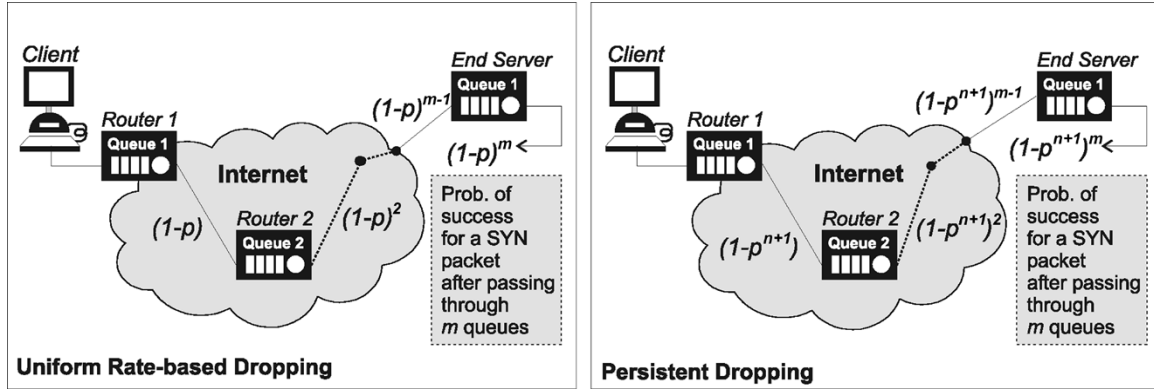 Client
End Server
Queue 1
Router 1
Queue 1
(1-p)^{m-1}
(1-p)^m
Internet
Router 2
Queue 2
(1-p)
(1-p)^2
Prob. of
success
for a SYN
packet
after passing
through
m queues
Uniform Rate-based Dropping
Client
End Server
Queue 1
Router 1
Queue 1
(1-p^{n+1})^{m-1}
(1-p^{n+1})^m
Internet
Router 2
Queue 2
(1-p^{n+1})
(1-p^{n+1})^2
Prob. of
success
for a SYN
packet
after passing
through
m queues
Persistent Dropping